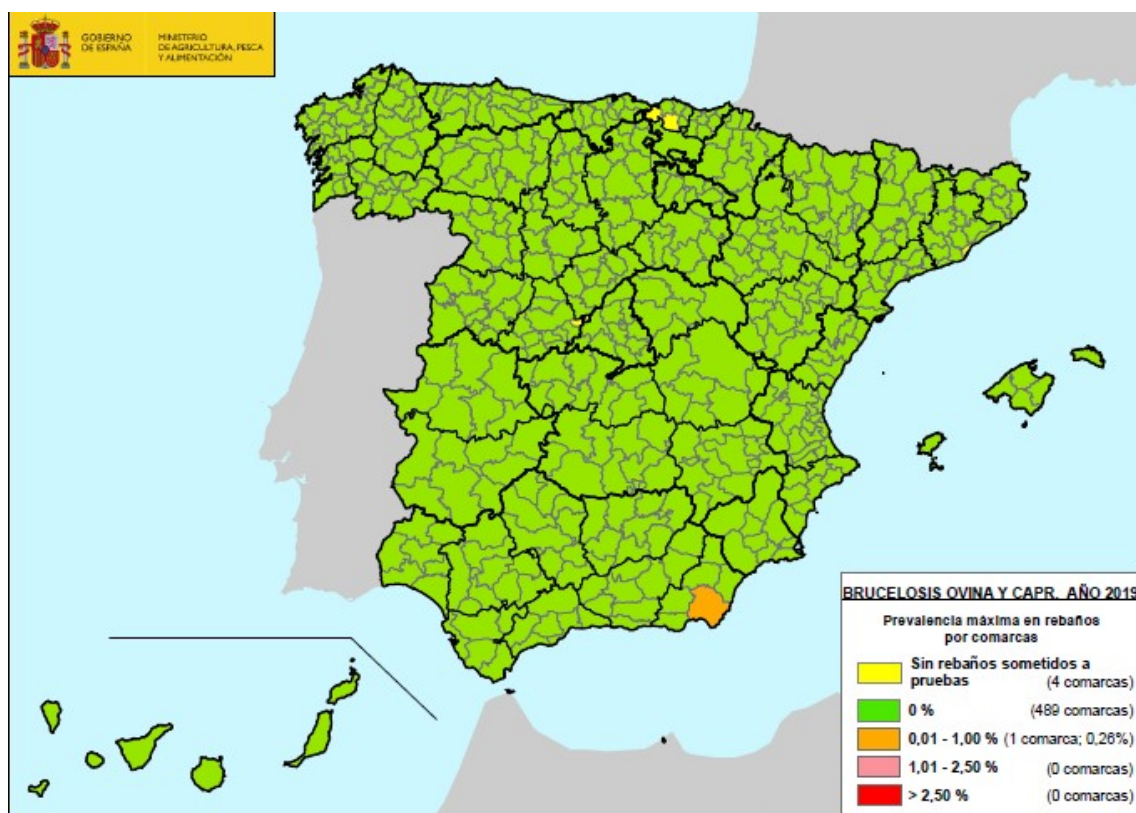 GOBIERNO
DE ESPAÑA
MINISTERIO
DE AGRICULTURA, PESCA
Y ALIMENTACIÓN
BRUCELOSIS OVINA Y CAPR. AÑO 2019
Prevalencia máxima en rebaños
por comarcas
Sin rebaños sometidos a
pruebas (4 comarcas)
0 % (489 comarcas)
0,01 - 1,00 % (1 comarca; 0,26%)
1,01 - 2,50 % (0 comarcas)
> 2,50 % (0 comarcas)